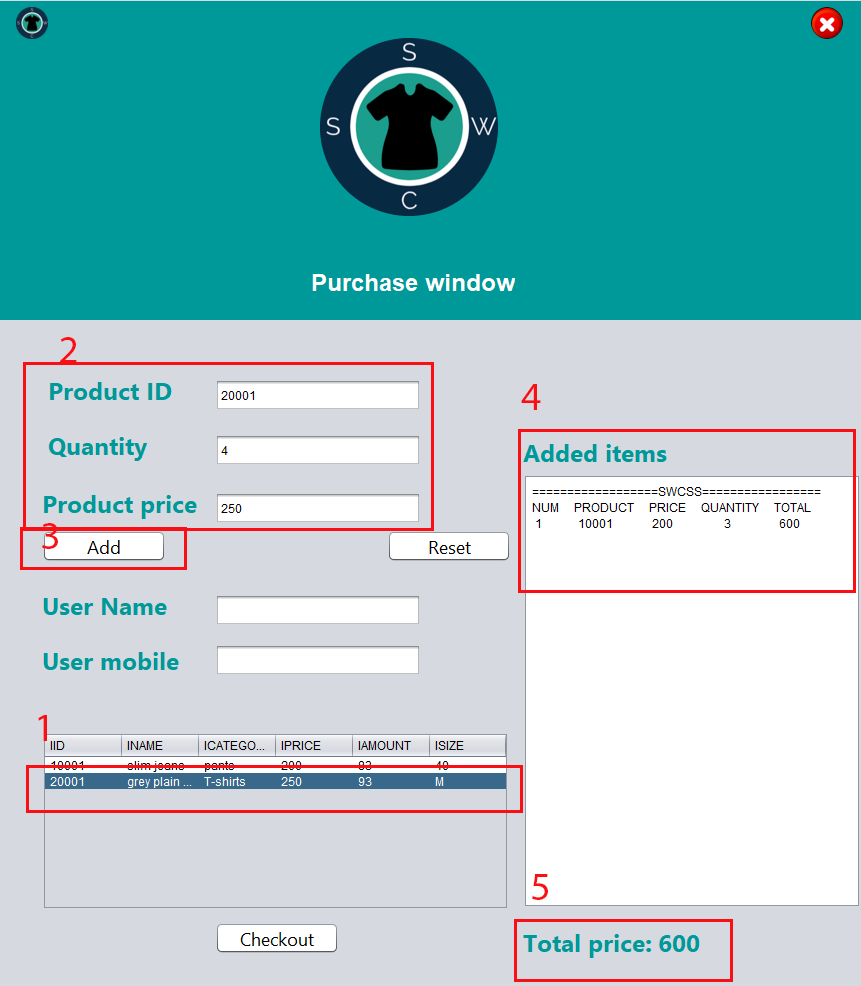 S
S W
C
Purchase window
2
Product ID 20001
Quantity 4
Product price 250
3
Add Reset
User Name
User mobile
1
IID INAME ICATEGO... IPRICE IAMOUNT ISIZE
10001 slim jeans pants 200 93 40
20001 grey plain ... T-shirts 250 93 M
Checkout
4
Added items
==================SWCSS=================
NUM PRODUCT PRICE QUANTITY TOTAL
1 10001 200 3 600
5
Total price: 600